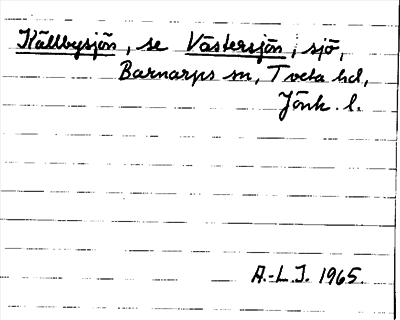 Källbysjön, se Västersjön, sjö,
Barnarps sn, Tveta hd,
Jönk. l.
A.-L.J. 1965.